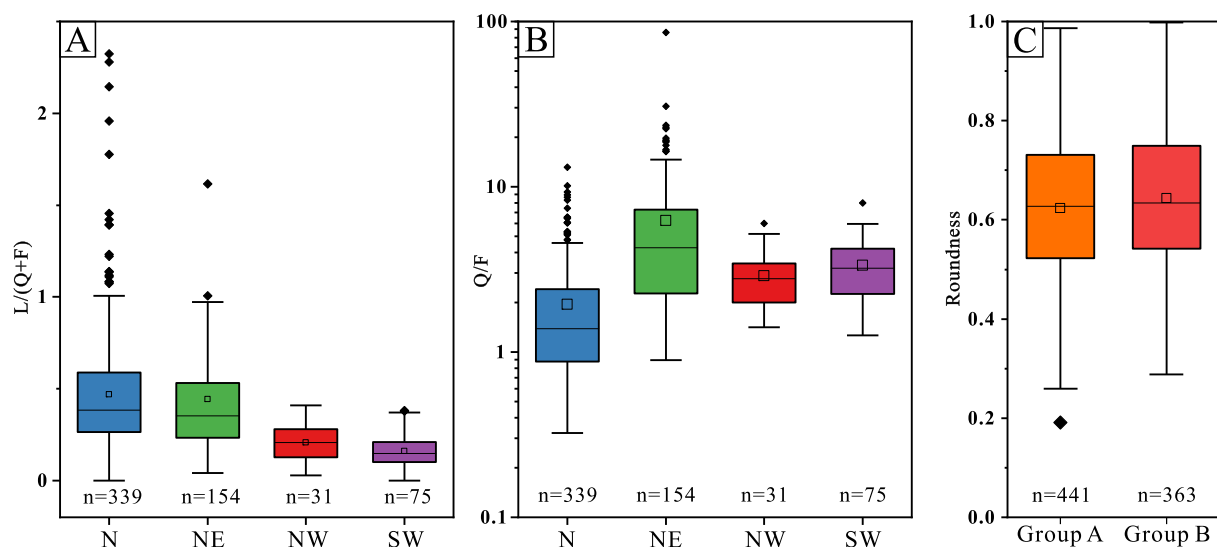 A
L/(Q+F)
2
1
0
n=339 n=154 n=31 n=75
N NE NW SW
B
Q/F
100
10
1
0.1
n=339 n=154 n=31 n=75
N NE NW SW
C
Roundness
1.0
0.8
0.6
0.4
0.2
0.0
n=441 n=363
Group A Group B